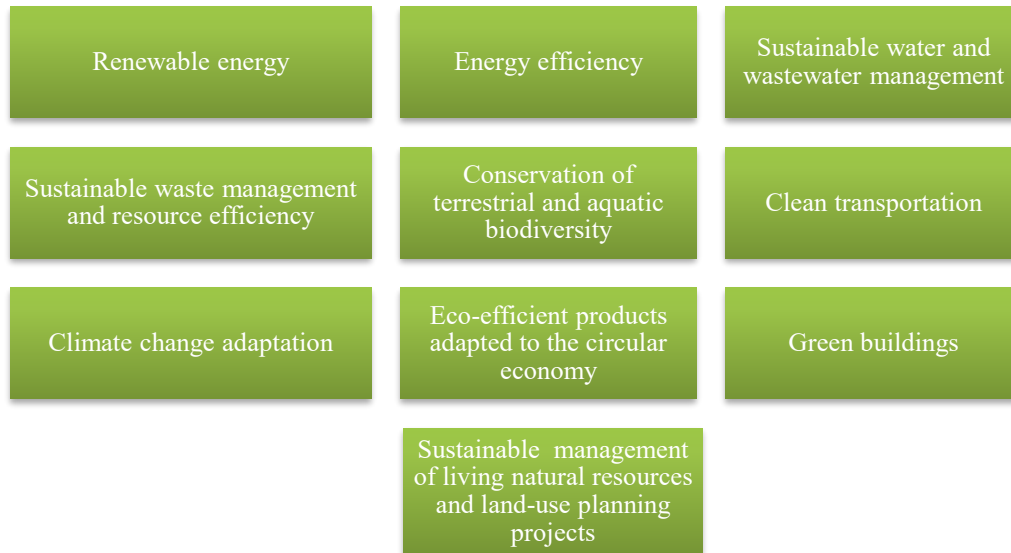 Renewable energy
Energy efficiency
Sustainable water and
wastewater management
Sustainable waste management
and resource efficiency
Conservation of
terrestrial and aquatic
biodiversity
Clean transportation
Climate change adaptation
Eco-efficient products
adapted to the circular
economy
Green buildings
Sustainable management
of living natural resources
and land-use planning
projects